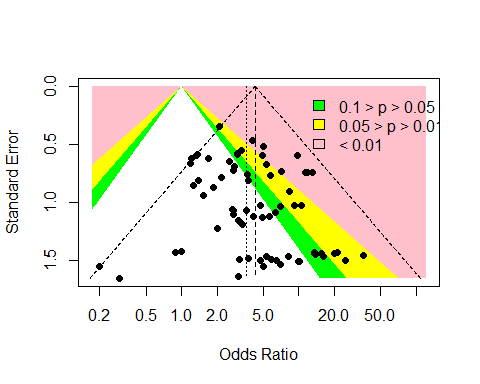 Standard Error
0.0
0.5
1.0
1.5
0.1 > p > 0.05
0.05 > p > 0.01
< 0.01
0.2 0.5 1.0 2.0 5.0 20.0 50.0
Odds Ratio